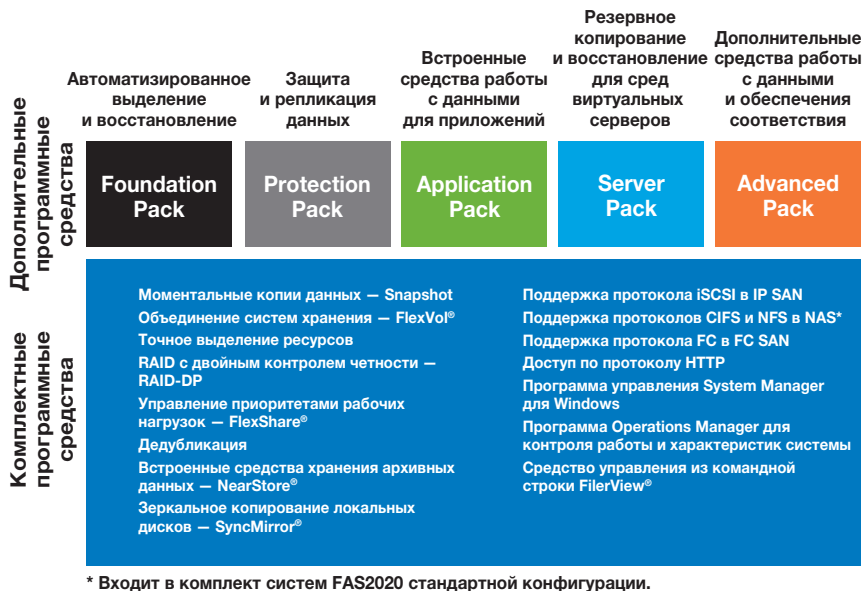 Автоматизированное
выделение
и восстановление
Защита
и репликация
данных
Встроенные
средства работы
с данными
для приложений
Резервное
копирование
и восстановление
для сред
виртуальных
серверов
Дополнительные
средства работы
с данными
и обеспечения
соответствия
Дополнительные
программные
средства
Foundation
Pack
Protection
Pack
Application
Pack
Server
Pack
Advanced
Pack
Комплектные
программные
средства
Моментальные копии данных — Snapshot
Объединение систем хранения — FlexVol®
Точное выделение ресурсов
RAID с двойным контролем четности —
RAID-DP
Управление приоритетами рабочих
нагрузок — FlexShare®
Дедубликация
Встроенные средства хранения архивных
данных — NearStore®
Зеркальное копирование локальных
дисков — SyncMirror®
Поддержка протокола iSCSI в IP SAN
Поддержка протоколов CIFS и NFS в NAS*
Поддержка протокола FC в FC SAN
Доступ по протоколу HTTP
Программа управления System Manager
для Windows
Программа Operations Manager для
контроля работы и характеристик системы
Средство управления из командной
строки FilerView®
* Входит в комплект систем FAS2020 стандартной конфигурации.